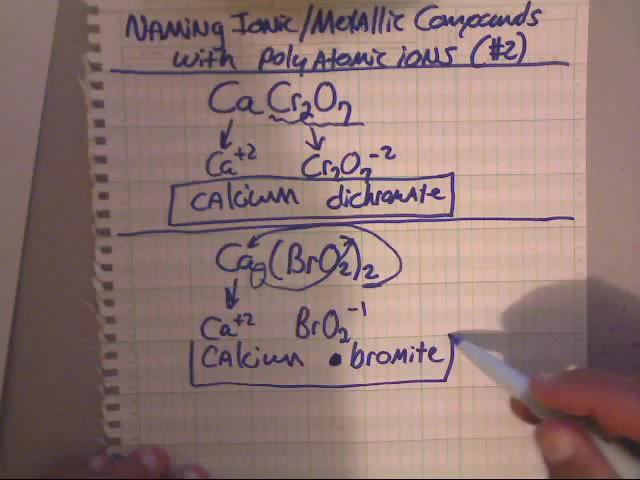 NAMING IONIC/METALLIC COMPOUNDS
with POLYATOMIC IONS (#2)
CaCr₂O₇
Ca⁺² Cr₂O₇⁻²
CALCIUM dichromate
Ca(BrO₂)₂
Ca⁺² BrO₂⁻¹
CALCIUM bromite